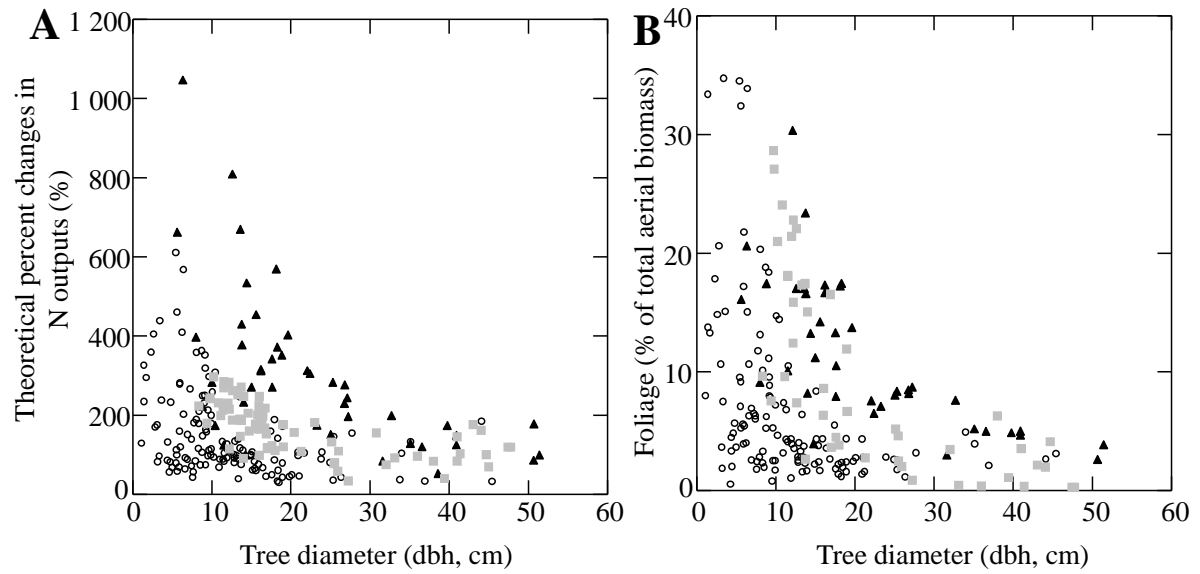 A
1 200
1 000
800
600
400
200
0
Theoretical percent changes in
N outputs (%)
0 10 20 30 40 50 60
Tree diameter (dbh, cm)
B
40
30
20
10
0
Foliage (% of total aerial biomass)
0 10 20 30 40 50 60
Tree diameter (dbh, cm)